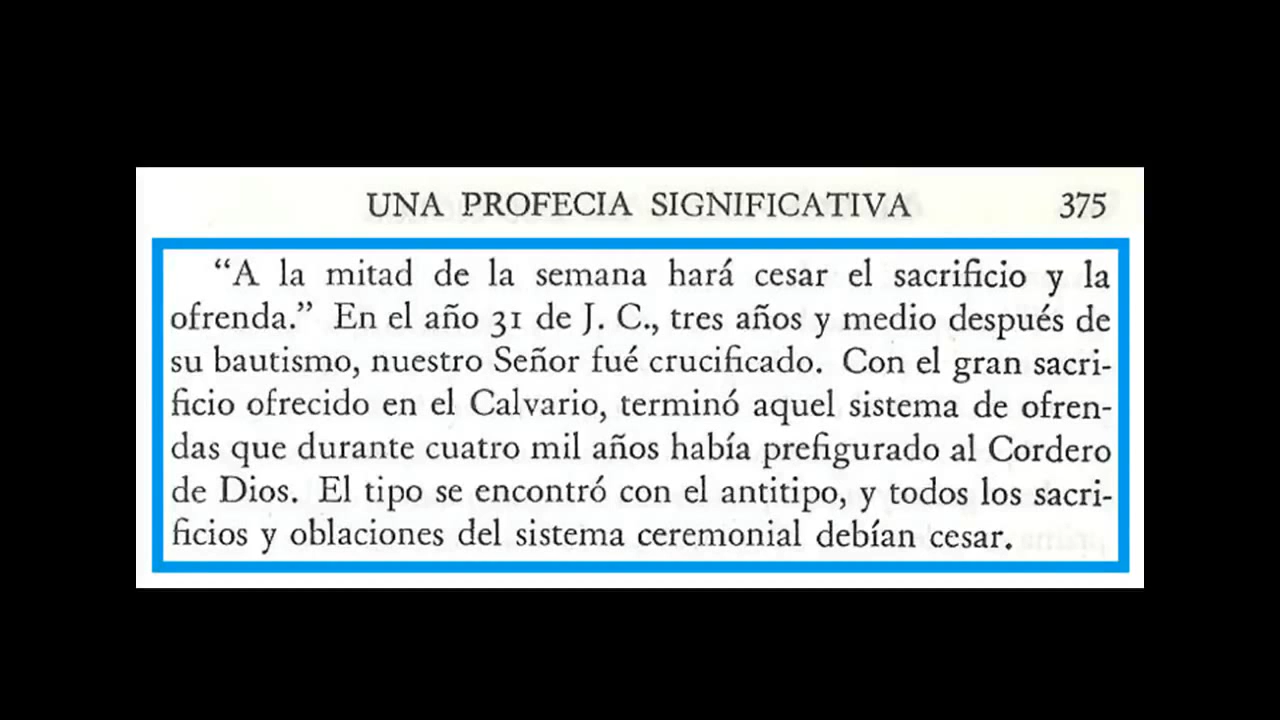 UNA PROFECIA SIGNIFICATIVA 375
“A la mitad de la semana hará cesar el sacrificio y la
ofrenda.” En el año 31 de J. C., tres años y medio después de
su bautismo, nuestro Señor fué crucificado. Con el gran sacri-
ficio ofrecido en el Calvario, terminó aquel sistema de ofren-
das que durante cuatro mil años había prefigurado al Cordero
de Dios. El tipo se encontró con el antitipo, y todos los sacri-
ficios y oblaciones del sistema ceremonial debían cesar.